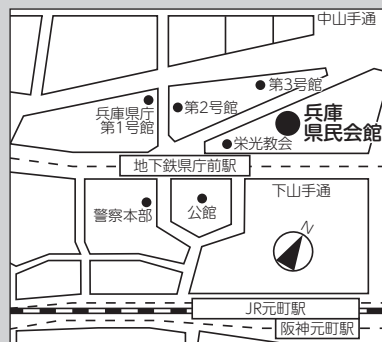 中山手通
第3号館
兵庫県庁
第1号館
第2号館
兵庫
県民会館
栄光教会
地下鉄県庁前駅
下山手通
警察本部
公館
N
JR元町駅
阪神元町駅